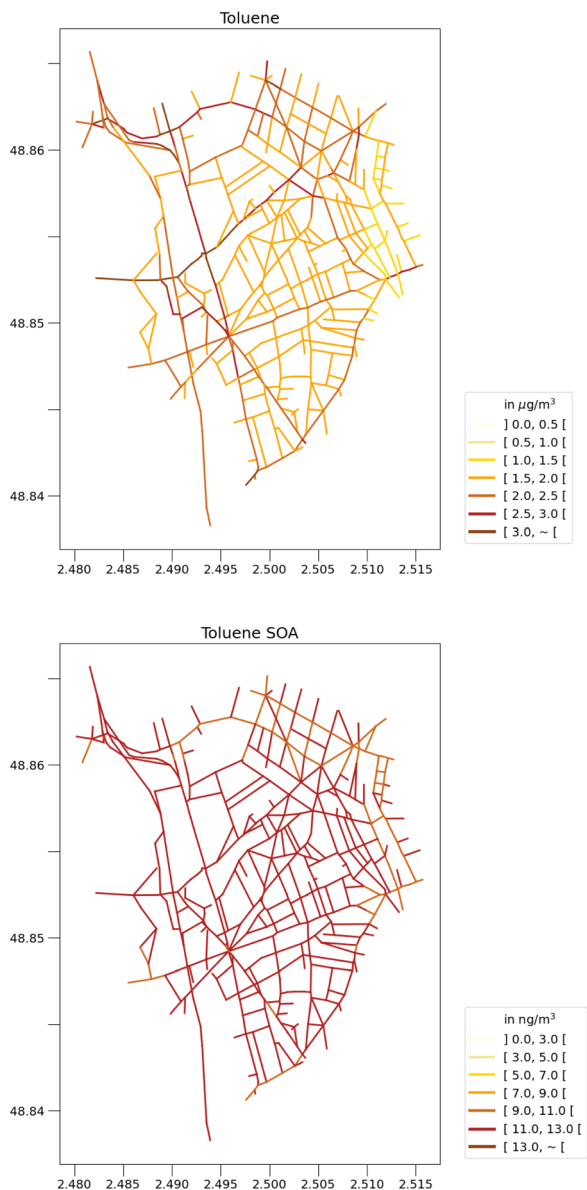 Toluene
48.86
48.85
48.84
in μg/m³
] 0.0, 0.5 [
[ 0.5, 1.0 [
[ 1.0, 1.5 [
[ 1.5, 2.0 [
[ 2.0, 2.5 [
[ 2.5, 3.0 [
[ 3.0, ~ [
2.480 2.485 2.490 2.495 2.500 2.505 2.510 2.515
Toluene SOA
48.86
48.85
48.84
in ng/m³
] 0.0, 3.0 [
[ 3.0, 5.0 [
[ 5.0, 7.0 [
[ 7.0, 9.0 [
[ 9.0, 11.0 [
[ 11.0, 13.0 [
[ 13.0, ~ [
2.480 2.485 2.490 2.495 2.500 2.505 2.510 2.515